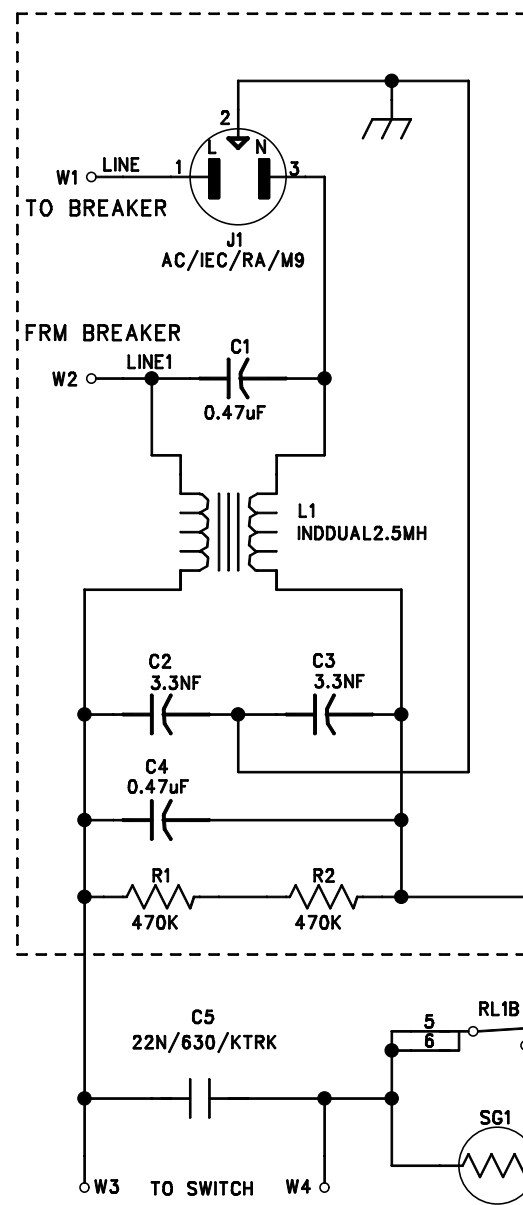 2
L N
W1 LINE 1 3
TO BREAKER
J1
AC/IEC/RA/M9
FRM BREAKER
C1
LINE1
W2
0.47uF
L1
INDDUAL2.5MH
C2 C3
3.3NF 3.3NF
C4
0.47uF
R1 R2
470K 470K
C5 RL1B
5
22N/630/KTRK 6
SG1
W3 TO SWITCH W4